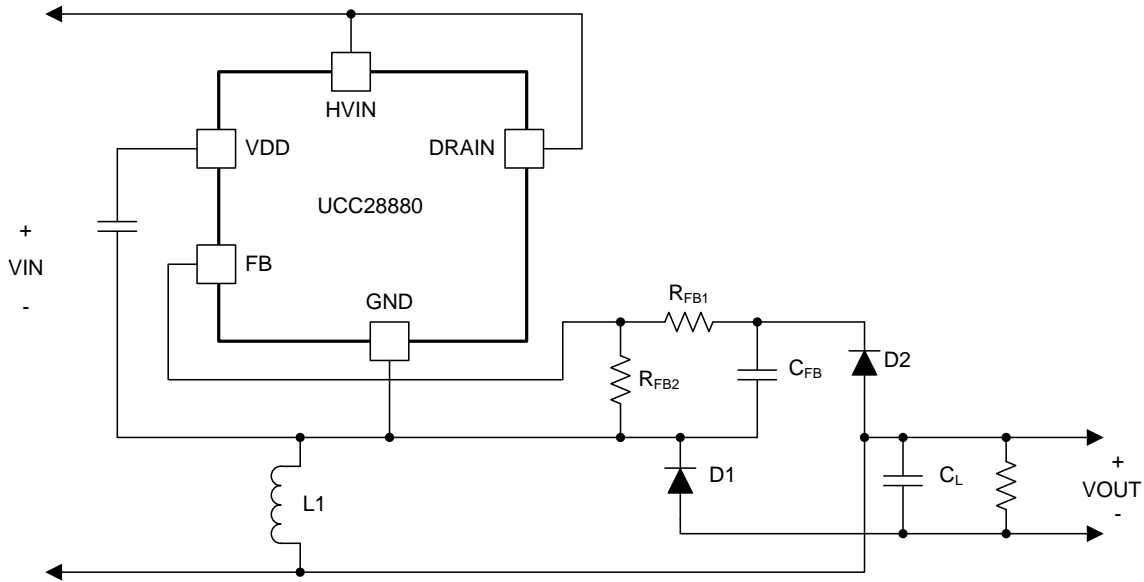 HVIN
VDD
DRAIN
UCC28880
+
VIN
-
FB
GND
RFB1
RFB2
CFB
D2
D1
L1
CL
+
VOUT
-